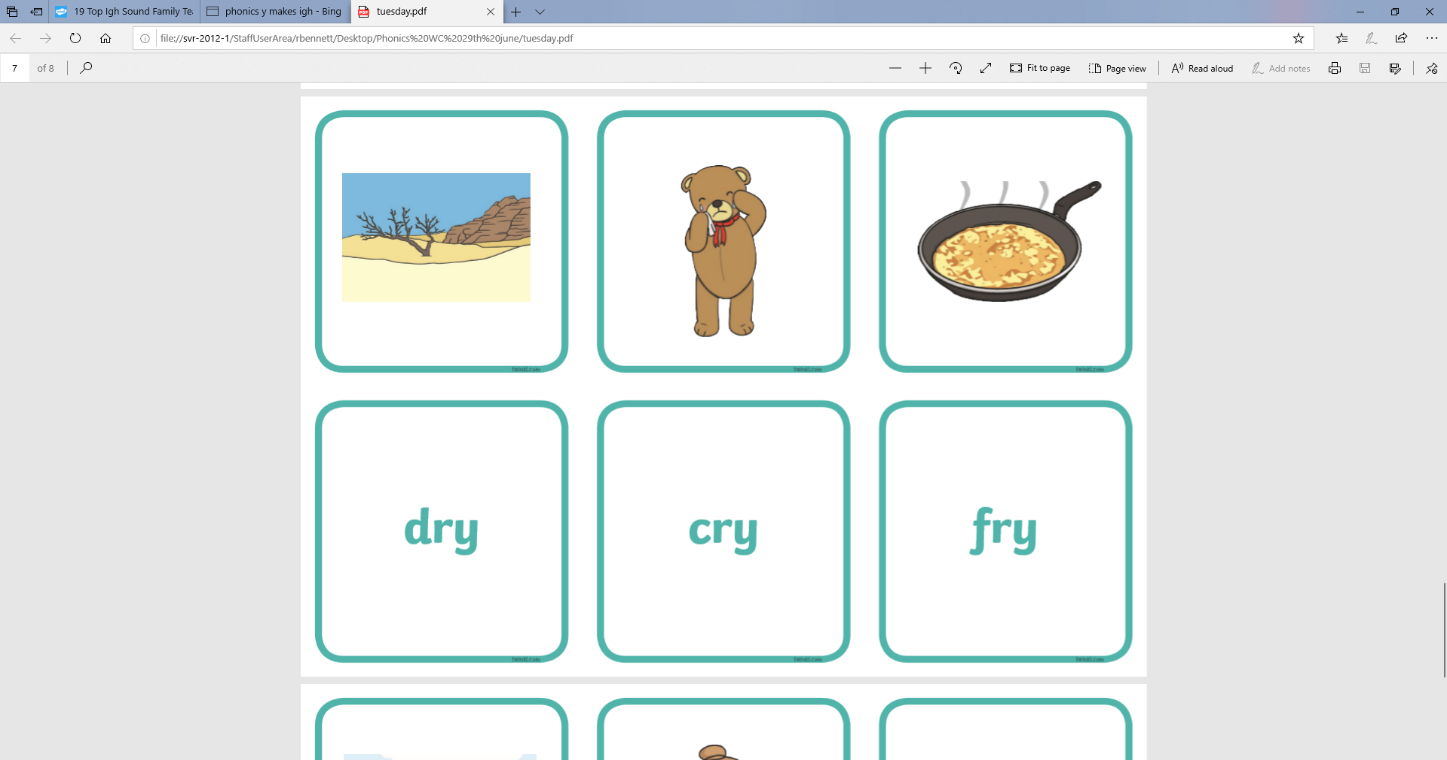 19 Top Igh Sound Family Te
phonics y makes igh - Bing
tuesday.pdf
file://svr-2012-1/StaffUserArea/rbennett/Desktop/Phonics%20WC%2029th%20june/tuesday.pdf
7 of 8
Fit to page
Page view
Read aloud
Add notes
dry
cry
fry